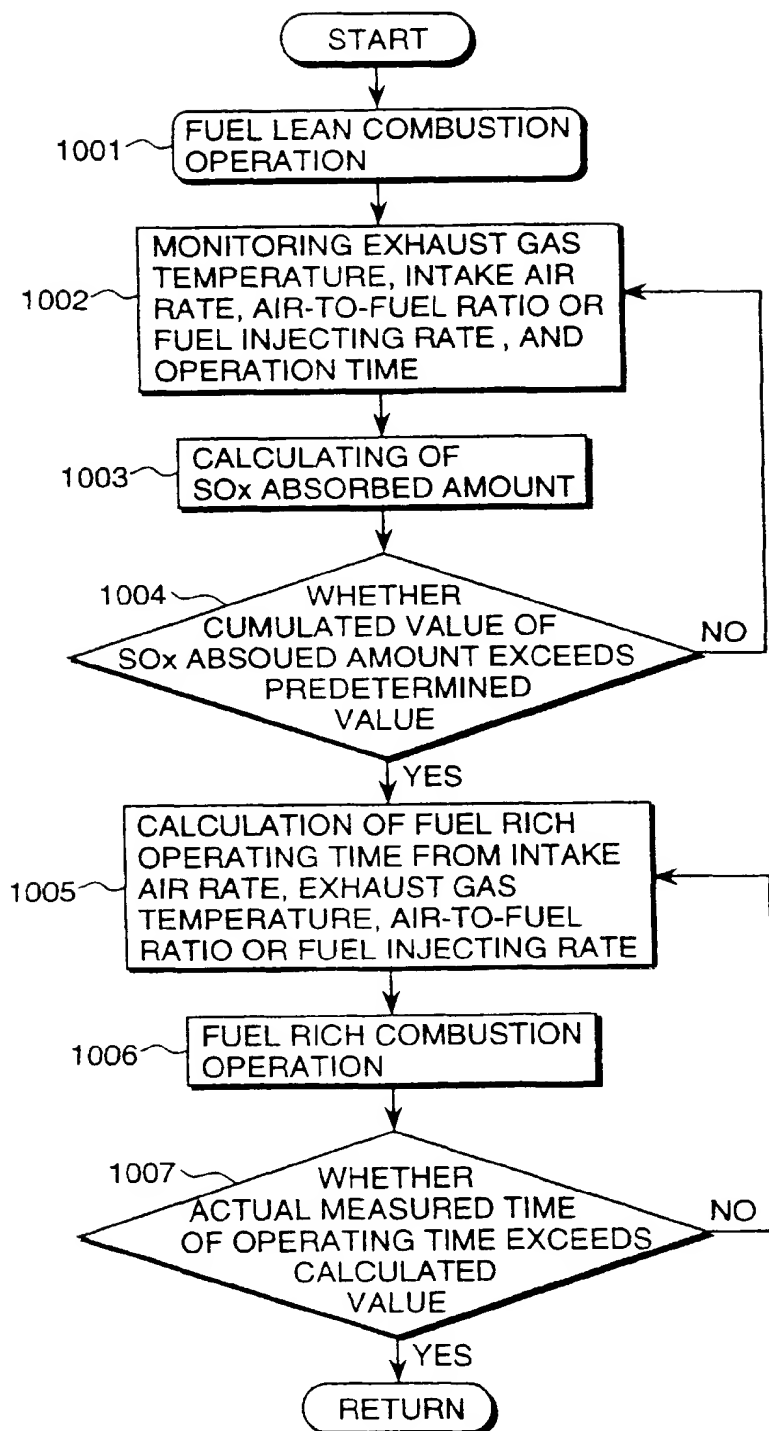 START
1001
FUEL LEAN COMBUSTION
OPERATION
1002
MONITORING EXHAUST GAS
TEMPERATURE, INTAKE AIR
RATE, AIR-TO-FUEL RATIO OR
FUEL INJECTING RATE , AND
OPERATION TIME
1003
CALCULATING OF
SOx ABSORBED AMOUNT
1004
WHETHER
CUMULATED VALUE OF
SOx ABSOUED AMOUNT EXCEEDS
PREDETERMINED
VALUE
NO
YES
1005
CALCULATION OF FUEL RICH
OPERATING TIME FROM INTAKE
AIR RATE, EXHAUST GAS
TEMPERATURE, AIR-TO-FUEL
RATIO OR FUEL INJECTING RATE
1006
FUEL RICH COMBUSTION
OPERATION
1007
WHETHER
ACTUAL MEASURED TIME
OF OPERATING TIME EXCEEDS
CALCULATED
VALUE
NO
YES
RETURN